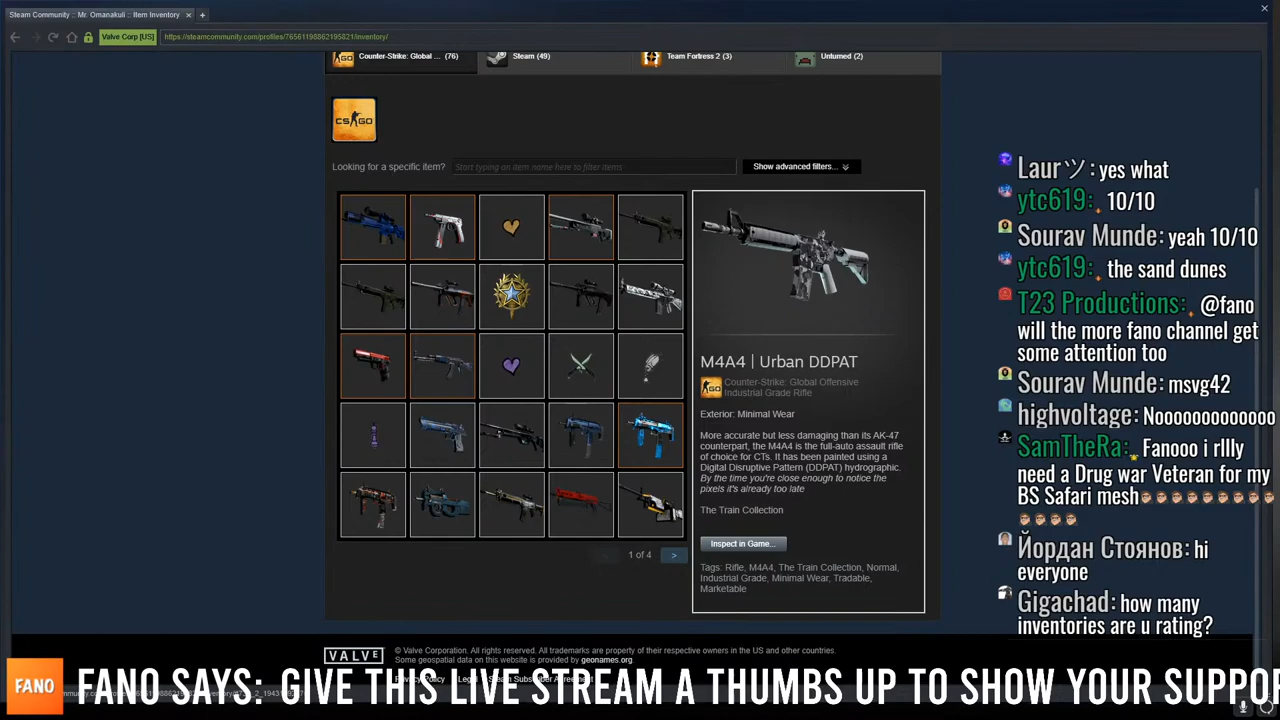 Steam Community :: Mr. Omanakuli :: Item Inventory
Valve Corp [US]
https://steamcommunity.com/profiles/76561198862195821/inventory/
Counter-Strike: Global ... (76)
Steam (49)
Team Fortress 2 (3)
Unturned (2)
CS GO
Looking for a specific item?
Start typing an item name here to filter items
Show advanced filters...
M4A4 | Urban DDPAT
Counter-Strike: Global Offensive
Industrial Grade Rifle
Exterior: Minimal Wear
More accurate but less damaging than its AK-47
counterpart, the M4A4 is the full-auto assault rifle
of choice for CTs. It has been painted using a
Digital Disruptive Pattern (DDPAT) hydrographic.
By the time you're close enough to notice the
pixels it's already too late
The Train Collection
Inspect in Game...
Tags: Rifle, M4A4, The Train Collection, Normal,
Industrial Grade, Minimal Wear, Tradable,
Marketable
1 of 4
>
Laurツ: yes what
ytc619: 10/10
Sourav Munde: yeah 10/10
ytc619: the sand dunes
T23 Productions: @fano
will the more fano channel get
some attention too
Sourav Munde: msvg42
highvoltage: Nooooooooooooo
SamTheRa: Fanooo i rllly
need a Drug war Veteran for my
BS Safari mesh
Йордан Стоянов: hi
everyone
Gigachad: how many
inventories are u rating?
VALVE
© Valve Corporation. All rights reserved. All trademarks are property of their respective owners in the US and other countries.
Some geospatial data on this website is provided by geonames.org.
FANO
FANO SAYS: GIVE THIS LIVE STREAM A THUMBS UP TO SHOW YOUR SUPPO